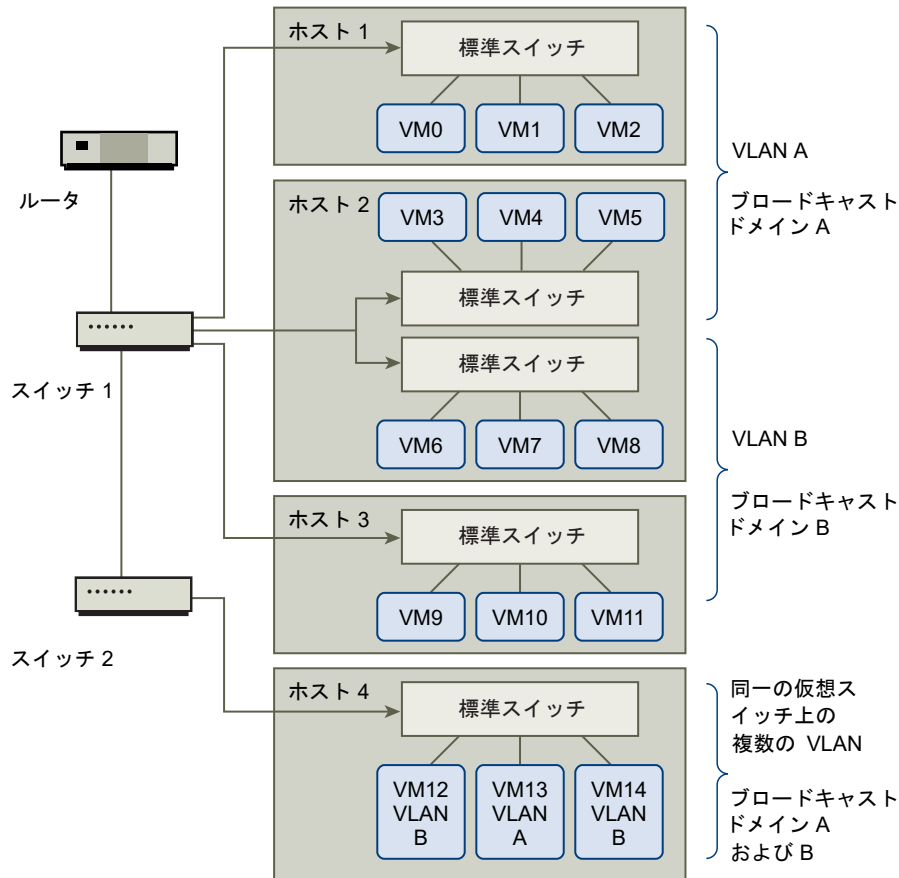 ホスト 1
標準スイッチ
VM0
VM1
VM2
ルータ
VLAN A
ブロードキャスト
ドメイン A
ホスト 2
VM3
VM4
VM5
標準スイッチ
標準スイッチ
VM6
VM7
VM8
スイッチ 1
VLAN B
ブロードキャスト
ドメイン B
ホスト 3
標準スイッチ
VM9
VM10
VM11
スイッチ 2
ホスト 4
標準スイッチ
VM12
VLAN
B
VM13
VLAN
A
VM14
VLAN
B
同一の仮想ス
イッチ上の
複数の VLAN
ブロードキャスト
ドメイン A
および B